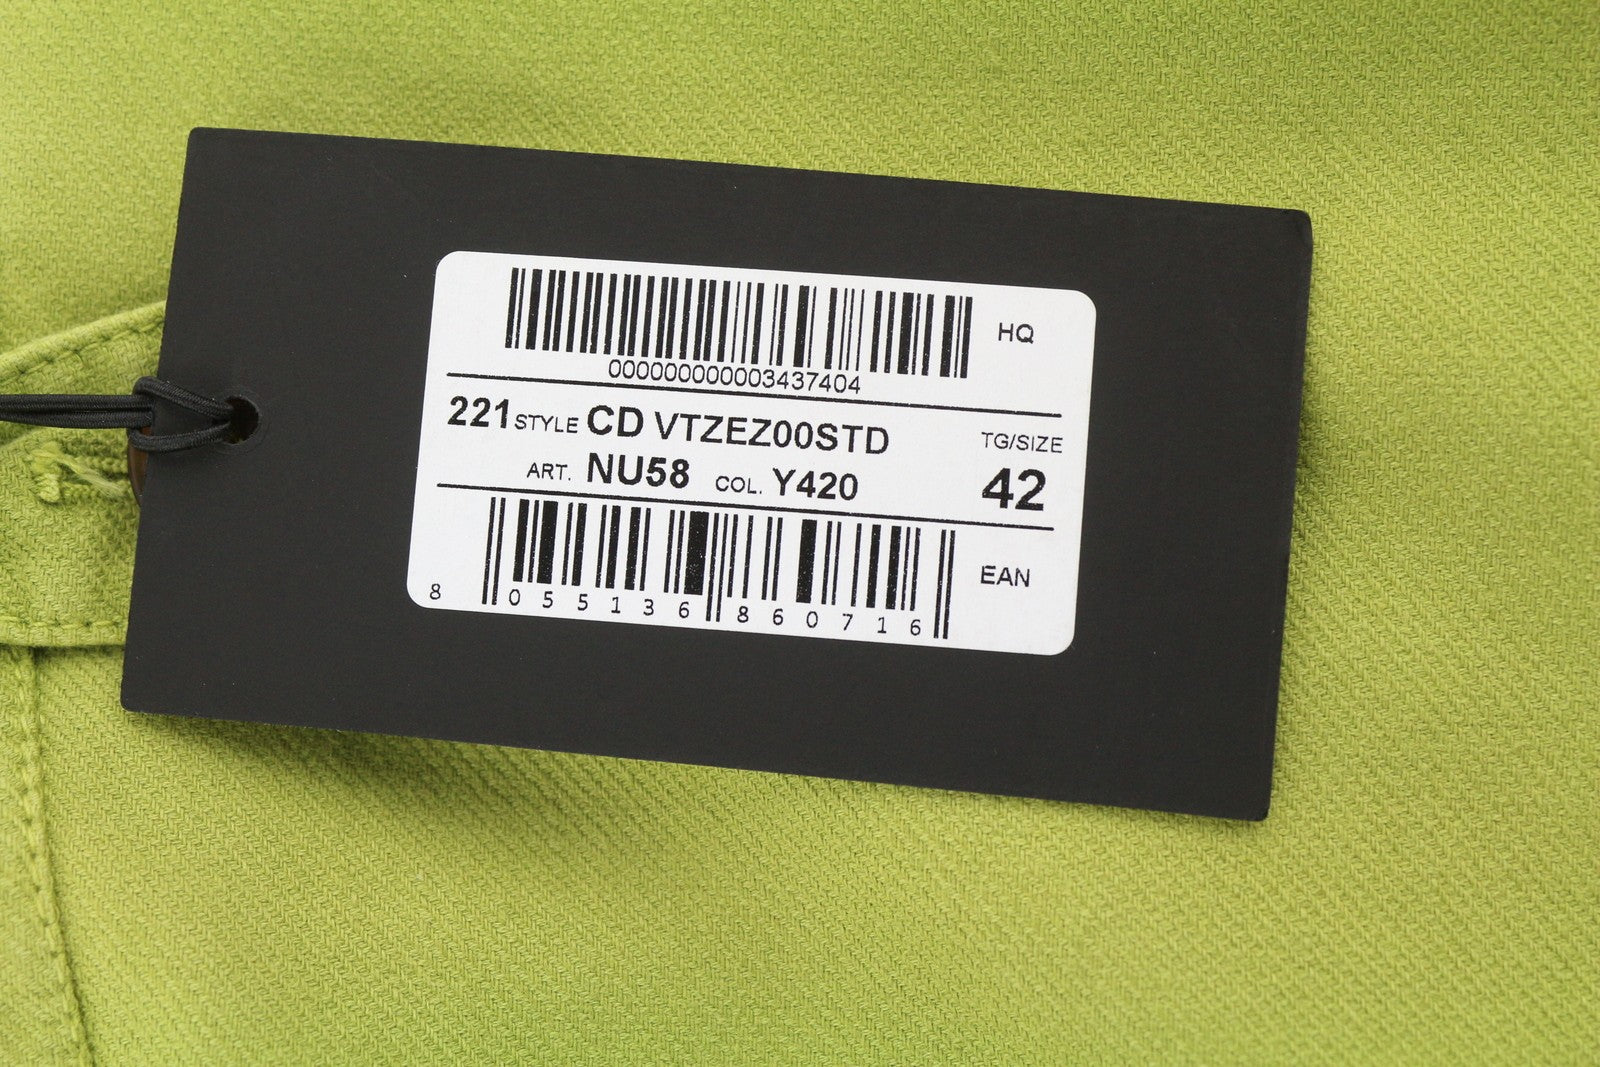 HQ
000000000003437404
221 STYLE CD VTZEZ00STD TG/SIZE
ART. NU58 COL. Y420 42
EAN
8 055136 860716